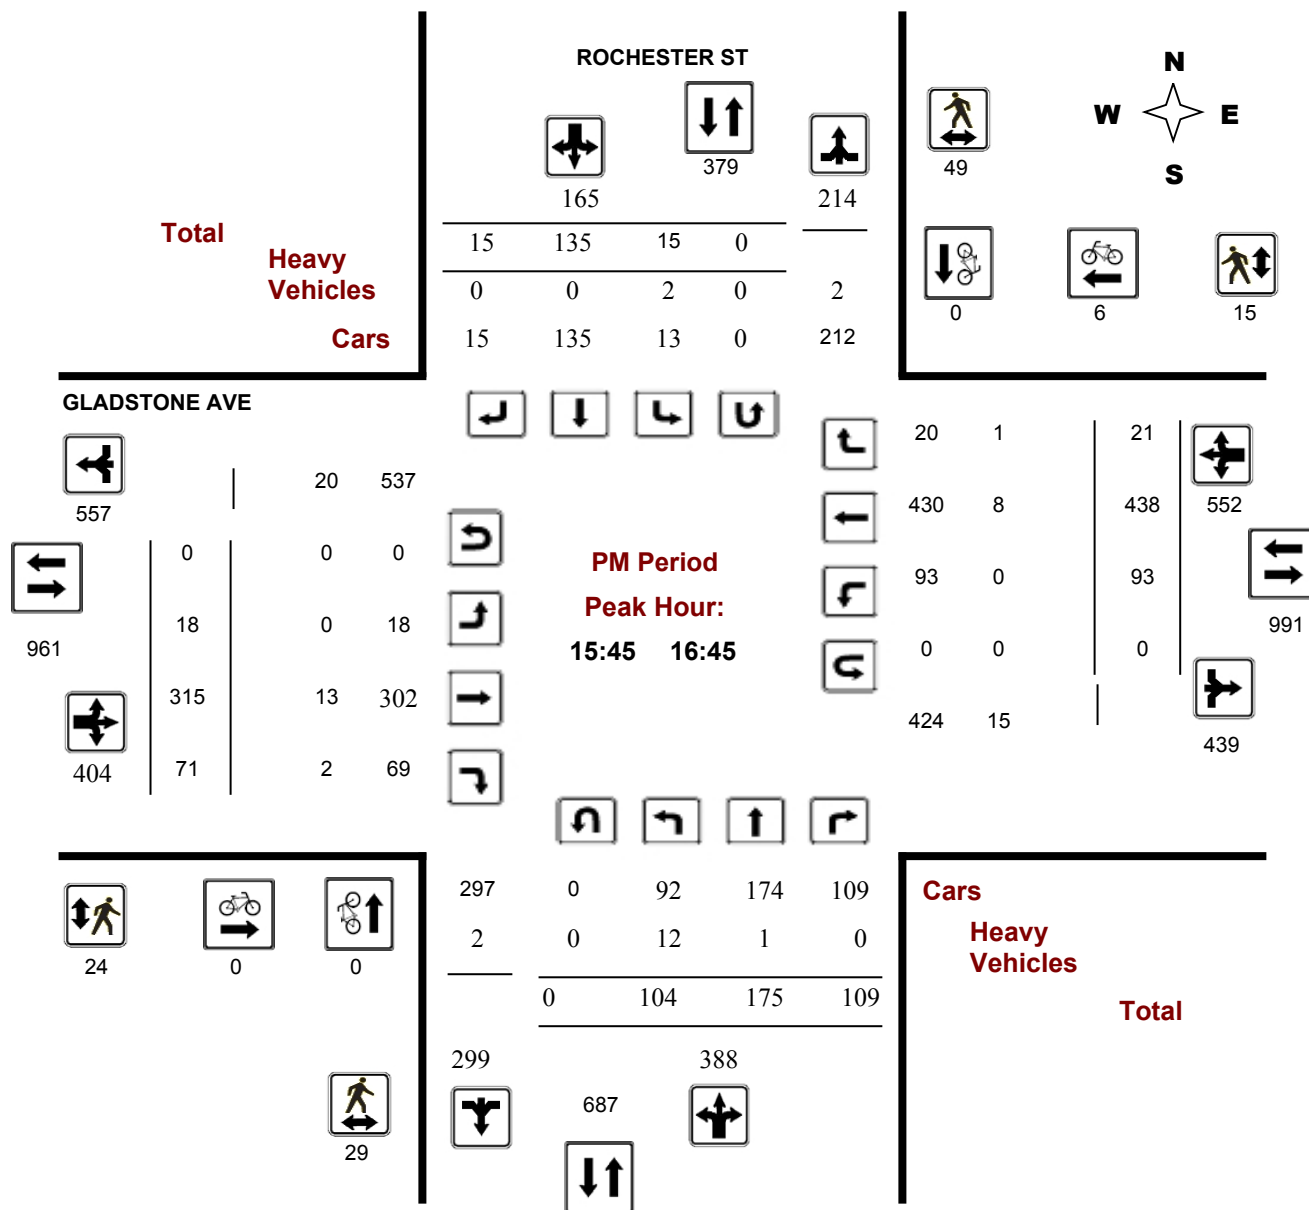 ROCHESTER ST
N
W E
S
379
49
165
214
Total
15 135 15 0
Heavy
Vehicles
0 0 2 0 2
0 6 15
Cars
15 135 13 0 212
GLADSTONE AVE
20 1 21
20 537
557
430 8 438 552
0 0 0
PM Period
93 0 93
Peak Hour:
18 0 18
991
961
15:45 16:45
0 0 0
315 13 302
424 15
439
404 71 2 69
297 0 92 174 109
Cars
2 0 12 1 0
Heavy
Vehicles
24 0 0
0 104 175 109
Total
299 388
687
29